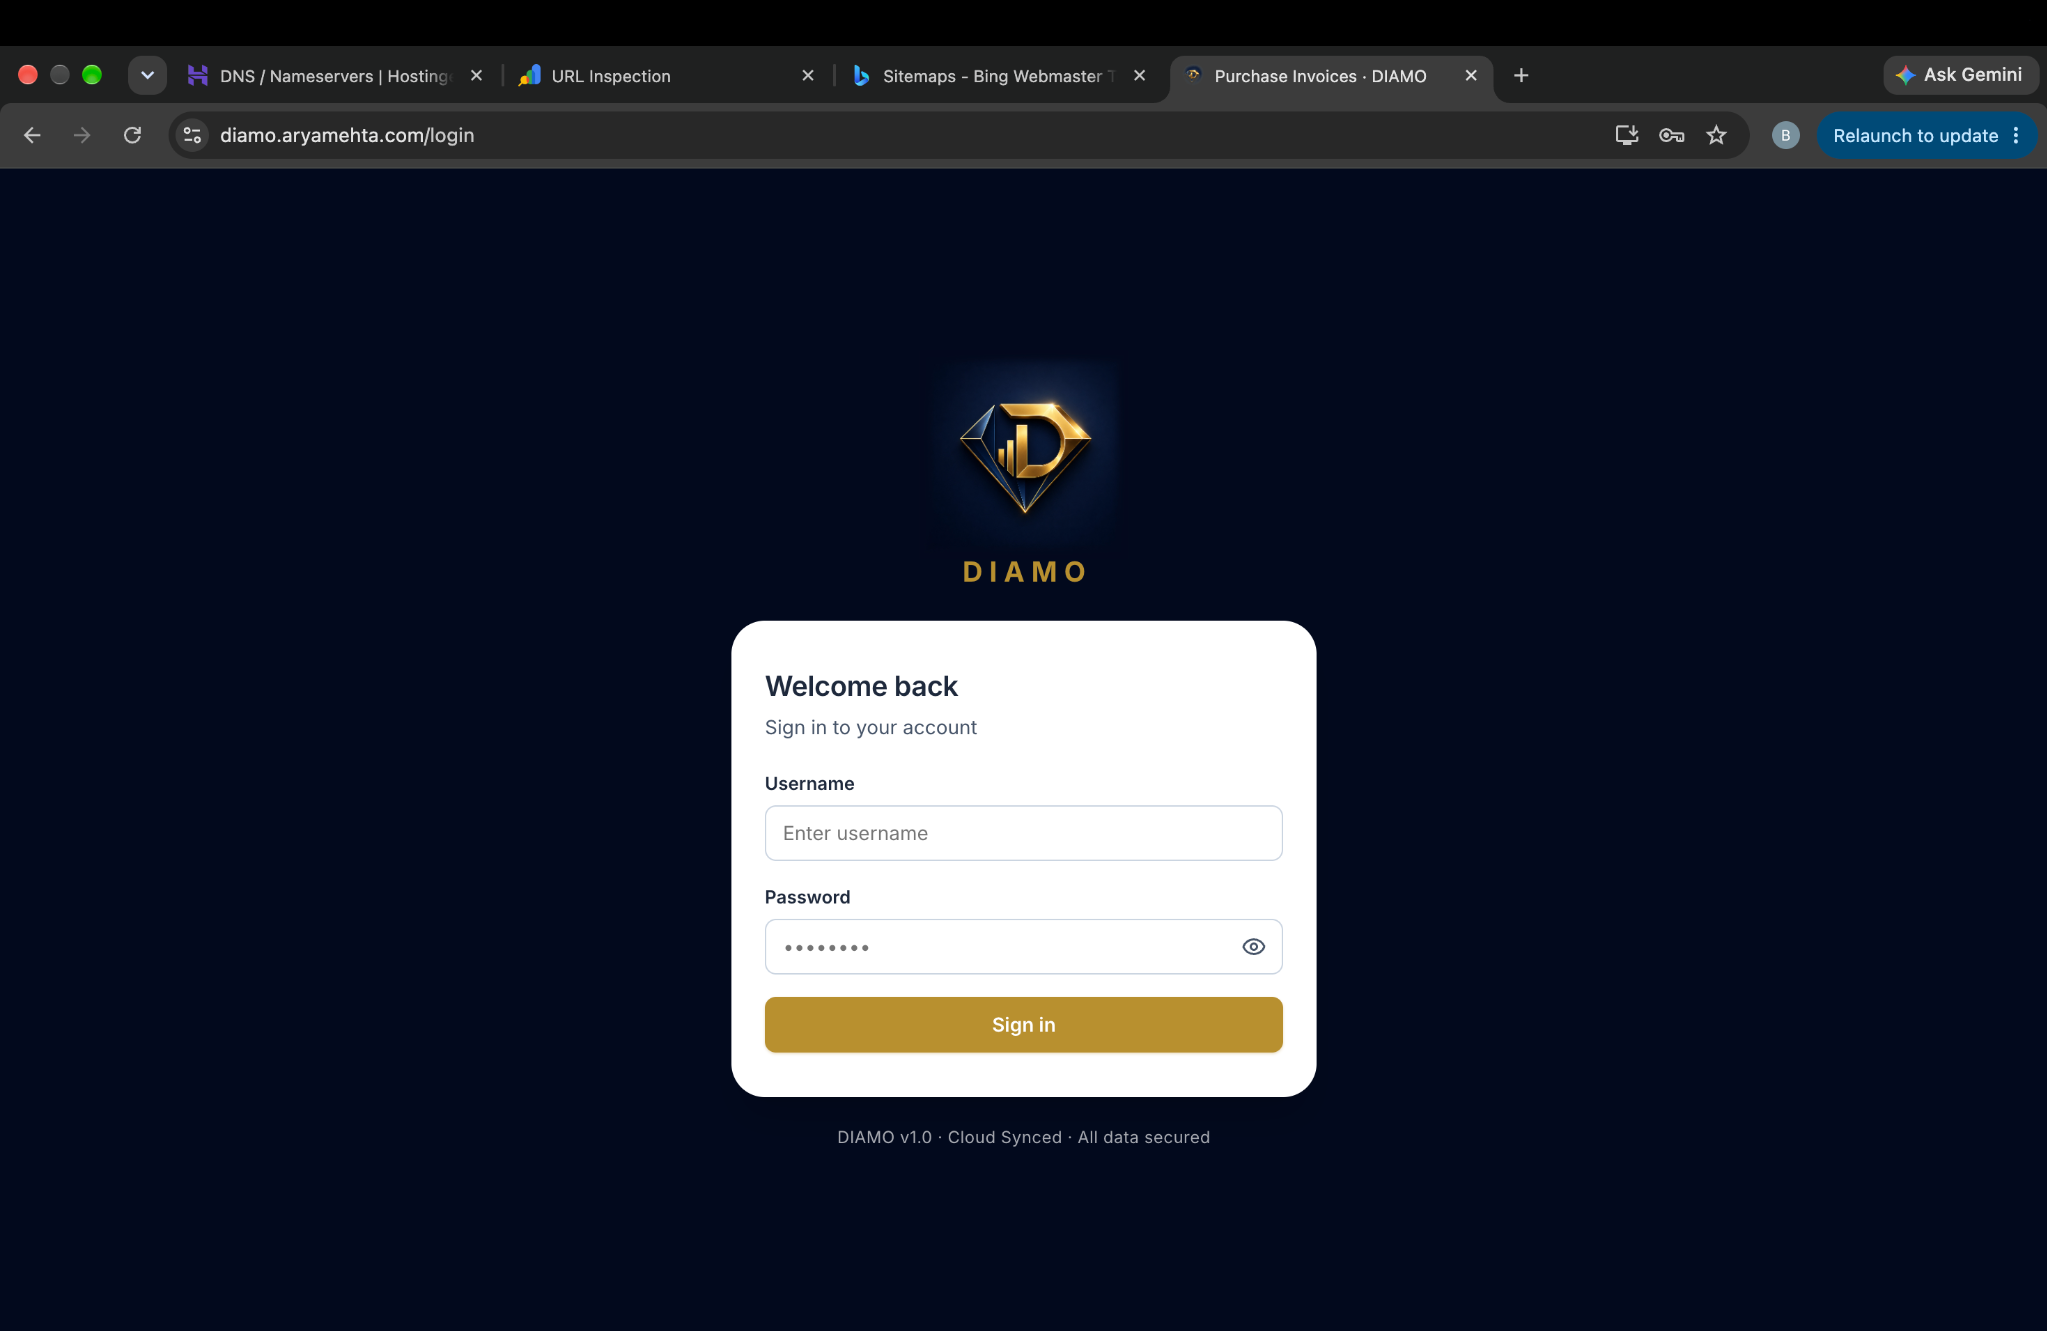 DNS / Nameservers | Hosting
URL Inspection
Sitemaps - Bing Webmaster T
Purchase Invoices · DIAMO
Ask Gemini
diamo.aryamehta.com/login
B
Relaunch to update
D
DIAMO
Welcome back
Sign in to your account
Username
Enter username
Password
••••••••
Sign in
DIAMO v1.0 · Cloud Synced · All data secured